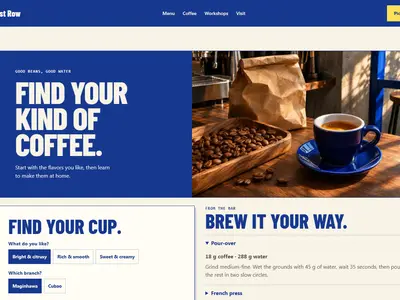 st Row
Menu
Coffee
Workshops
Visit
GOOD BEANS, GOOD WATER
FIND YOUR
KIND OF
COFFEE.
Start with the flavors you like, then learn
to make them at home.
FIND YOUR CUP.
What do you like?
Bright & citrusy
Rich & smooth
Sweet & creamy
Which branch?
Maginhawa
Cubao
FROM THE BAR
BREW IT YOUR WAY.
Pour-over
18 g coffee · 288 g water
Grind medium-fine. Wet the grounds with 45 g of water, wait 35 seconds, then pour
the rest in two slow circles.
French press